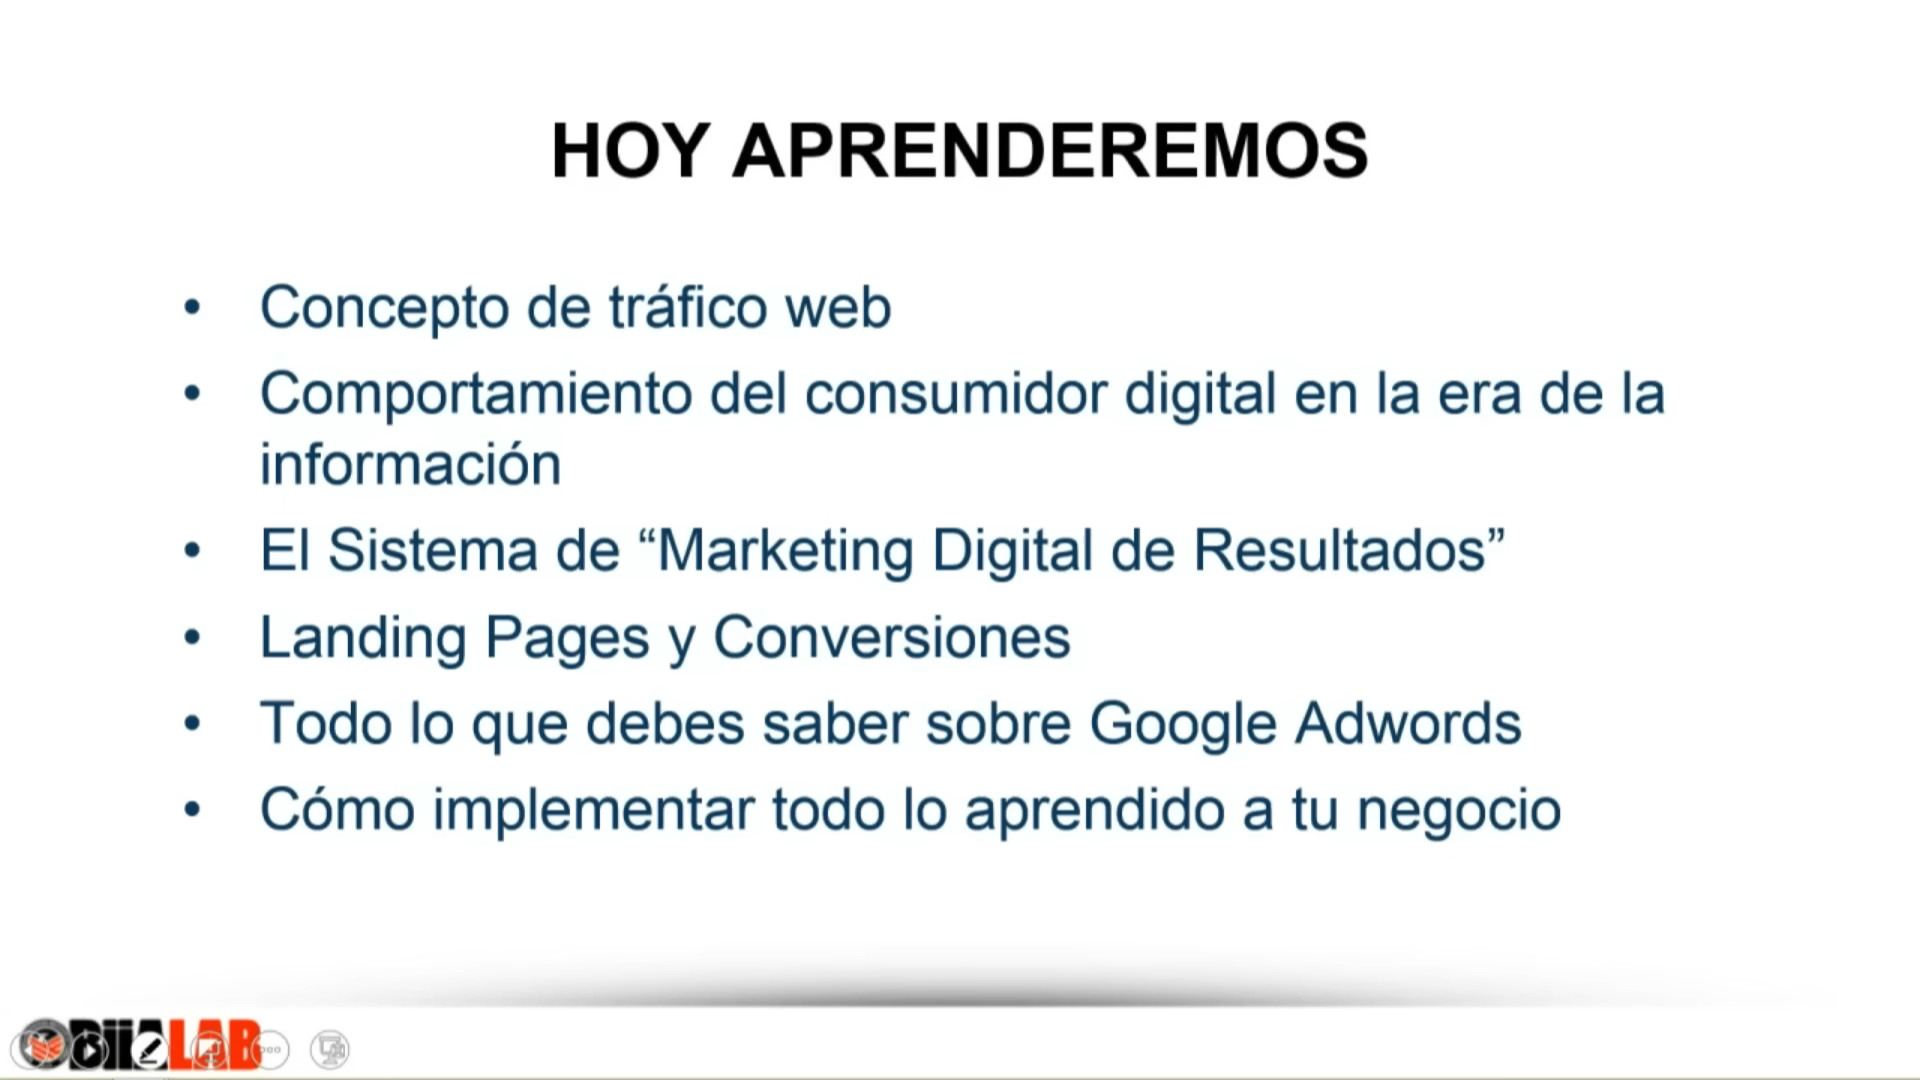 HOY APRENDEREMOS
• Concepto de tráfico web
• Comportamiento del consumidor digital en la era de la
información
• El Sistema de “Marketing Digital de Resultados”
• Landing Pages y Conversiones
• Todo lo que debes saber sobre Google Adwords
• Cómo implementar todo lo aprendido a tu negocio
BIIALAB